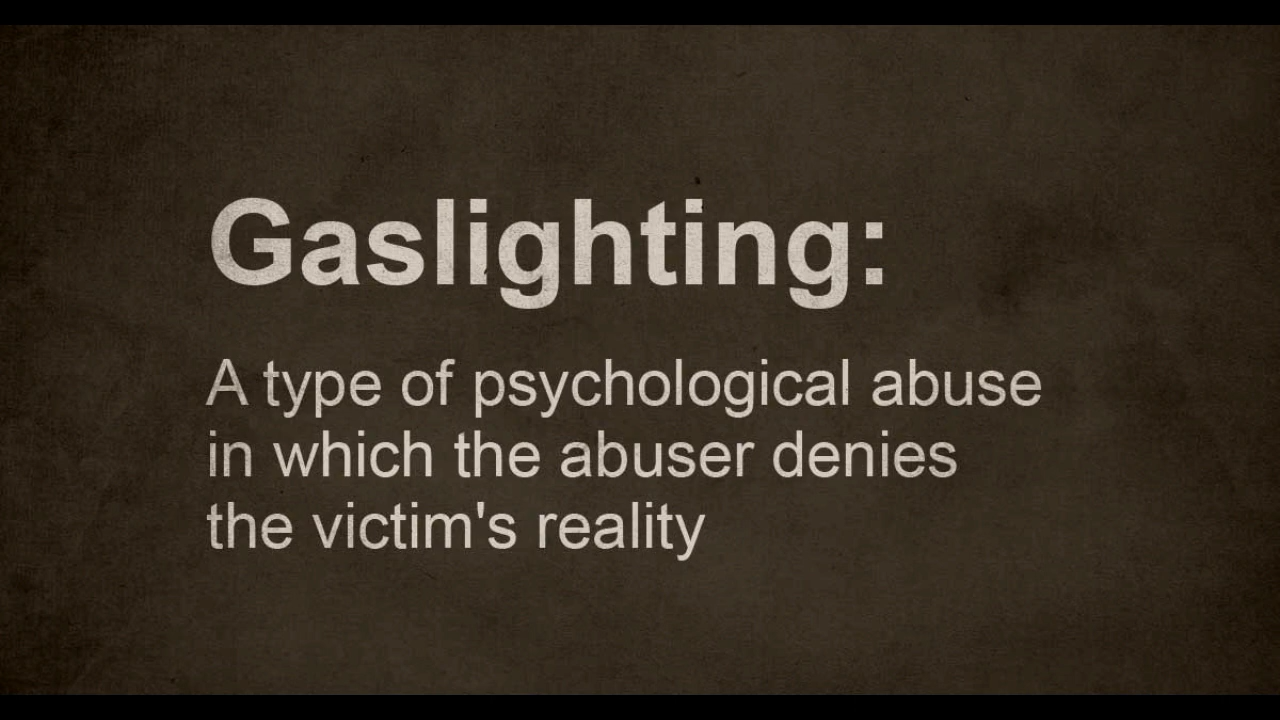 Gaslighting:
A type of psychological abuse
in which the abuser denies
the victim's reality